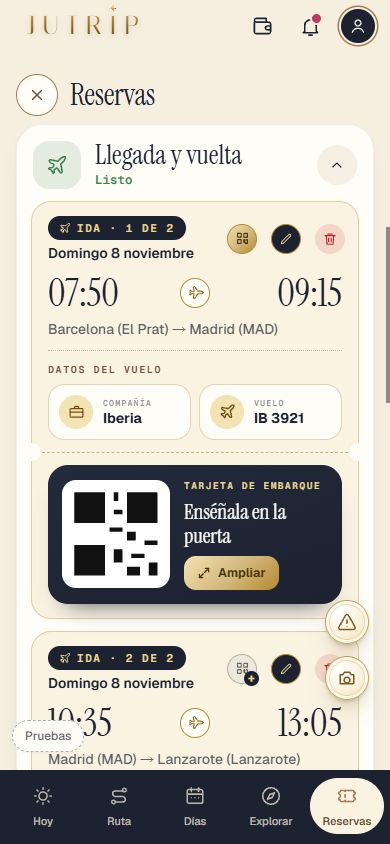 JUTRIP
Reservas
Llegada y vuelta
Listo
IDA · 1 DE 2
Domingo 8 noviembre
07:50
09:15
Barcelona (El Prat) → Madrid (MAD)
DATOS DEL VUELO
COMPAÑÍA
Iberia
VUELO
IB 3921
TARJETA DE EMBARQUE
Enséñala en la
puerta
Ampliar
IDA · 2 DE 2
Domingo 8 noviembre
10:35
13:05
Pruebas
Madrid (MAD) → Lanzarote (Lanzarote)
Hoy
Ruta
Días
Explorar
Reservas